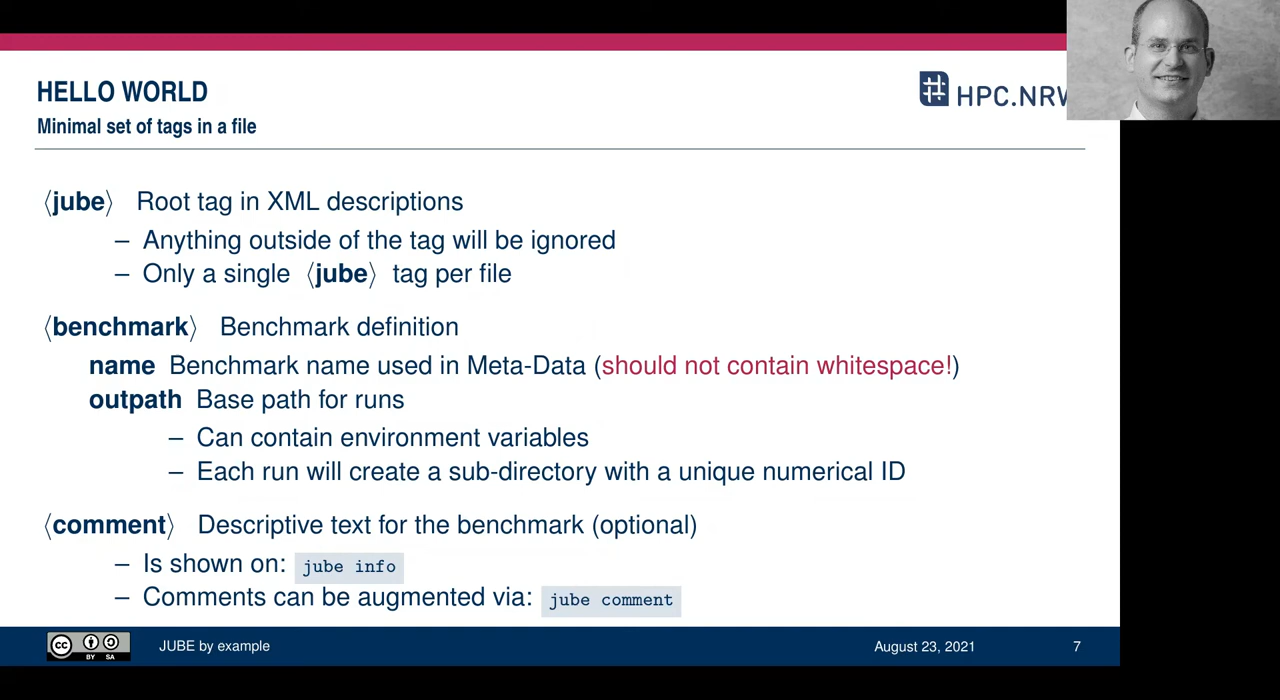 HELLO WORLD
Minimal set of tags in a file
HPC.NRW
⟨jube⟩ Root tag in XML descriptions
– Anything outside of the tag will be ignored
– Only a single ⟨jube⟩ tag per file
⟨benchmark⟩ Benchmark definition
name Benchmark name used in Meta-Data (should not contain whitespace!)
outpath Base path for runs
– Can contain environment variables
– Each run will create a sub-directory with a unique numerical ID
⟨comment⟩ Descriptive text for the benchmark (optional)
– Is shown on: jube info
– Comments can be augmented via: jube comment
cc BY SA JUBE by example August 23, 2021 7